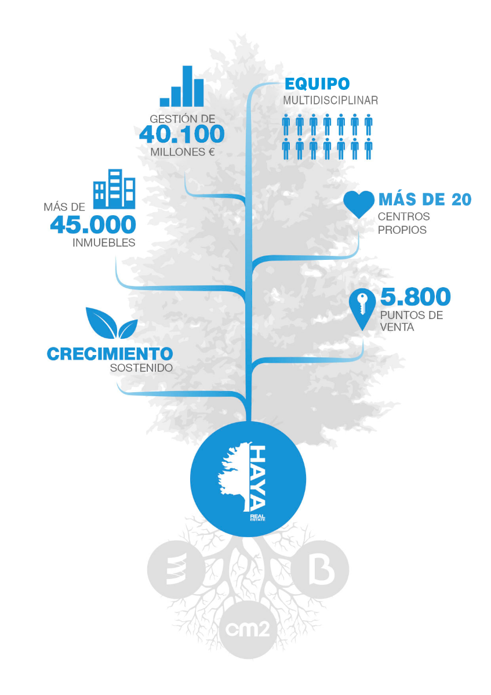 EQUIPO
MULTIDISCIPLINAR
GESTIÓN DE
40.100
MILLONES €
MÁS DE
45.000
INMUEBLES
MÁS DE 20
CENTROS
PROPIOS
5.800
PUNTOS DE
VENTA
CRECIMIENTO
SOSTENIDO
HAYA
REAL
ESTATE
B
cm2